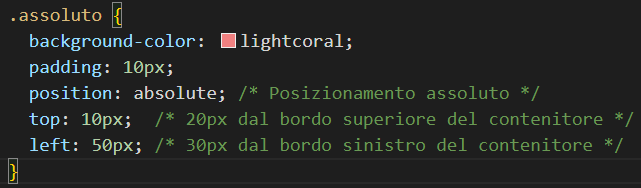 .assoluto {
background-color: lightcoral;
padding: 10px;
position: absolute; /* Posizionamento assoluto */
top: 10px;  /* 20px dal bordo superiore del contenitore */
left: 50px; /* 30px dal bordo sinistro del contenitore */
}